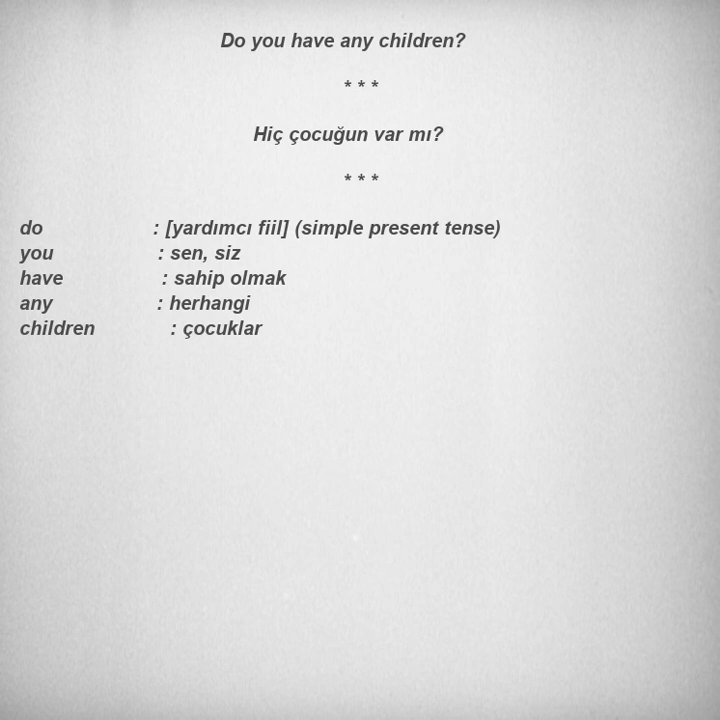 Do you have any children?
* * *
Hiç çocuğun var mı?
* * *
do : [yardımcı fiil] (simple present tense)
you : sen, siz
have : sahip olmak
any : herhangi
children : çocuklar